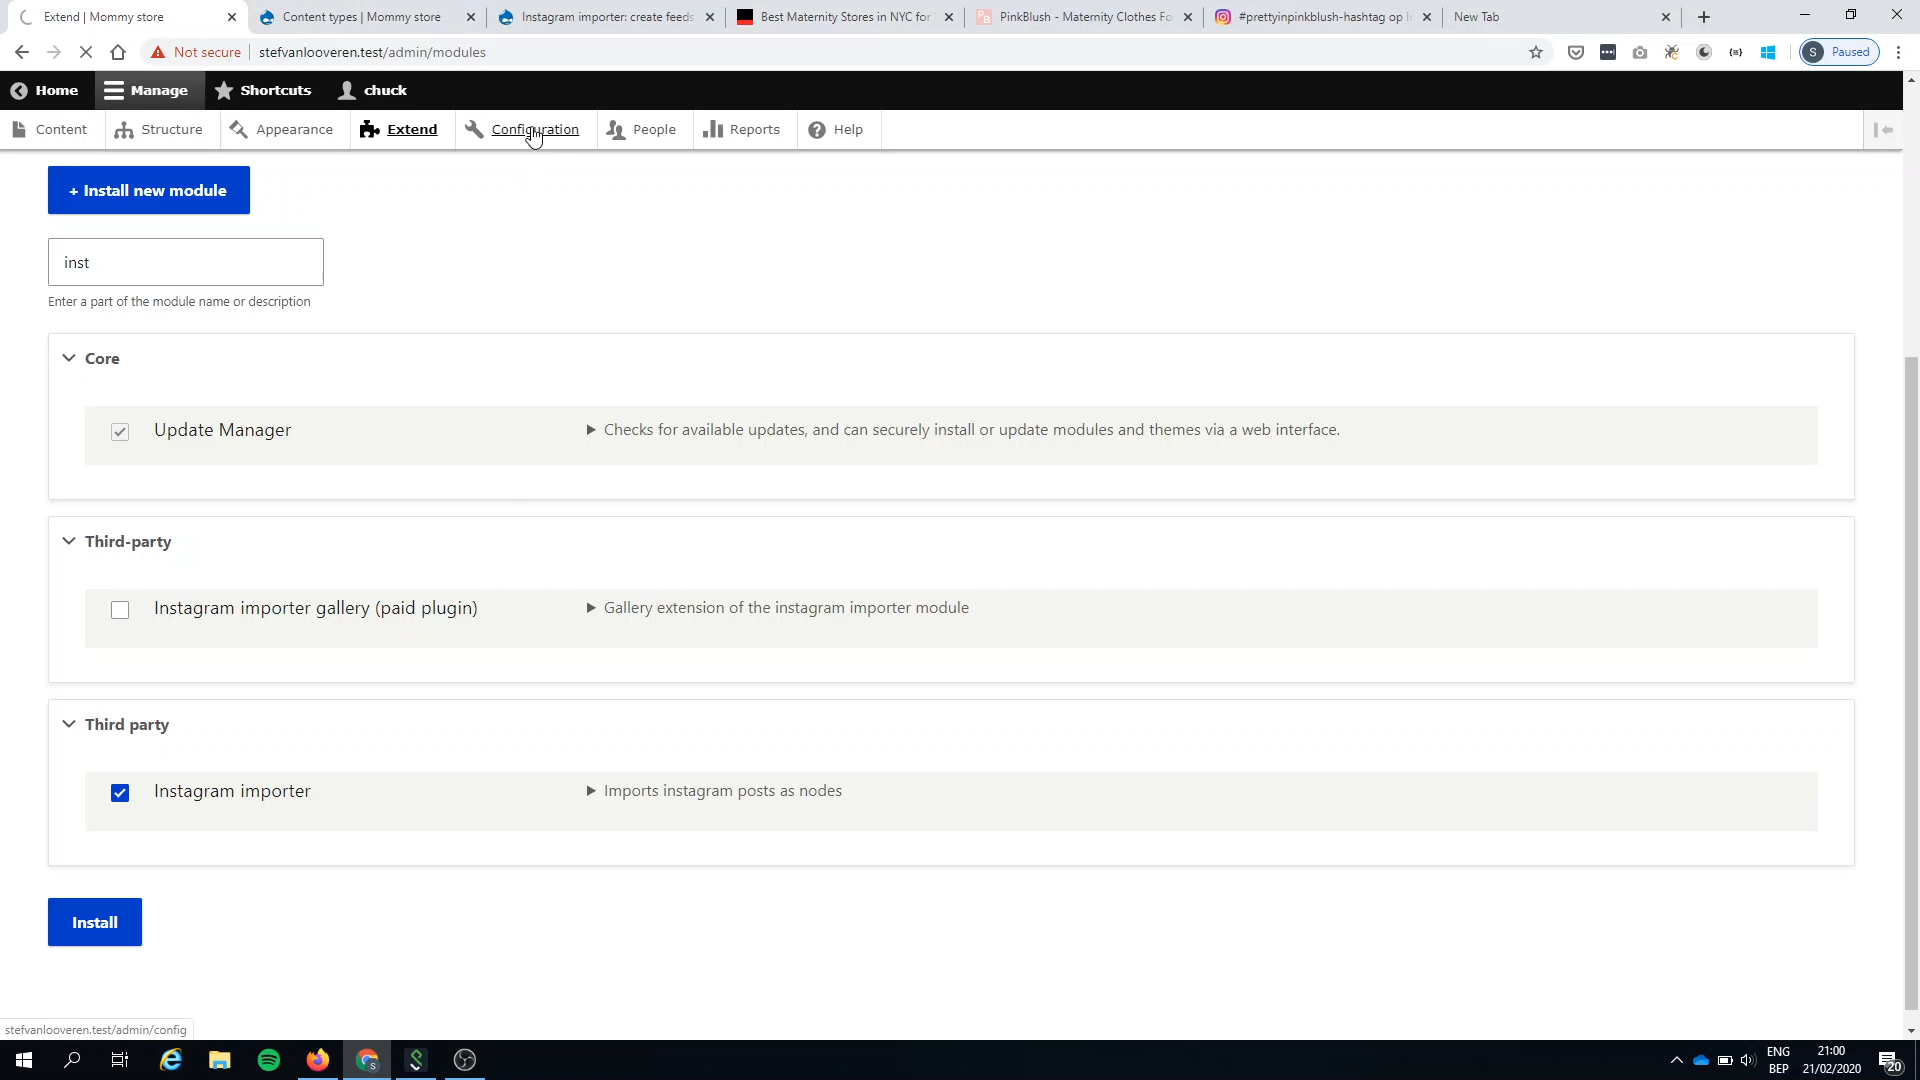 Extend | Mommy store
Content types | Mommy store
Instagram importer: create feeds
Best Maternity Stores in NYC for
PinkBlush - Maternity Clothes Fo
#prettyinpinkblush-hashtag op I
New Tab
Not secure
stefvanlooveren.test/admin/modules
S Paused
Home
Manage
Shortcuts
chuck
Content
Structure
Appearance
Extend
Configuration
People
Reports
Help
+ Install new module
inst
Enter a part of the module name or description
Core
Update Manager
Checks for available updates, and can securely install or update modules and themes via a web interface.
Third-party
Instagram importer gallery (paid plugin)
Gallery extension of the instagram importer module
Third party
Instagram importer
Imports instagram posts as nodes
Install
stefvanlooveren.test/admin/config
ENG
BEP
21:00
21/02/2020
20